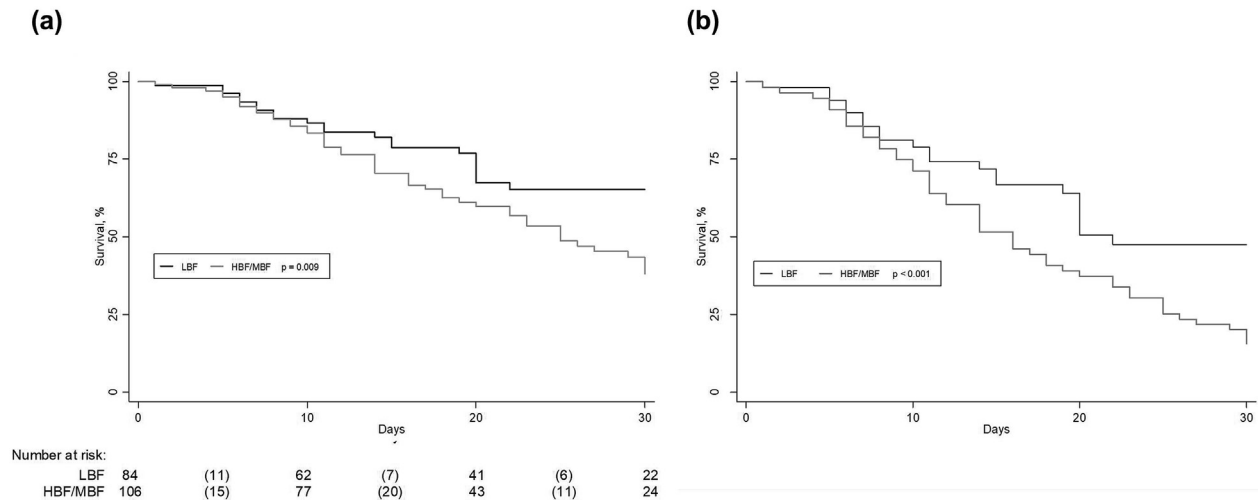 (a)
100
75
50
25
0
Survival, %
LBF HBF/MBF p = 0.009
0 10 20 30
Days
Number at risk:
LBF 84 (11) 62 (7) 41 (6) 22
HBF/MBF 106 (15) 77 (20) 43 (11) 24
(b)
100
75
50
25
0
Survival, %
LBF HBF/MBF p < 0.001
0 10 20 30
Days